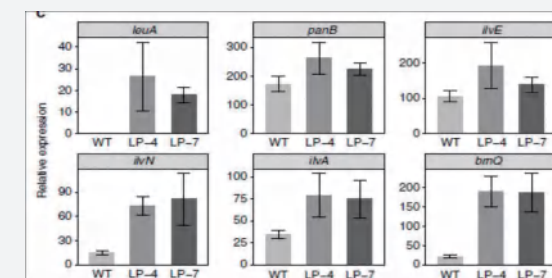 c
leuA
panB
ilvE
Relative expression
40
30
20
10
0
300
200
100
0
200
100
0
WT LP-4 LP-7
WT LP-4 LP-7
WT LP-4 LP-7
ilvN
ilvA
bmQ
90
60
30
0
100
75
50
25
0
200
150
100
50
0
WT LP-4 LP-7
WT LP-4 LP-7
WT LP-4 LP-7